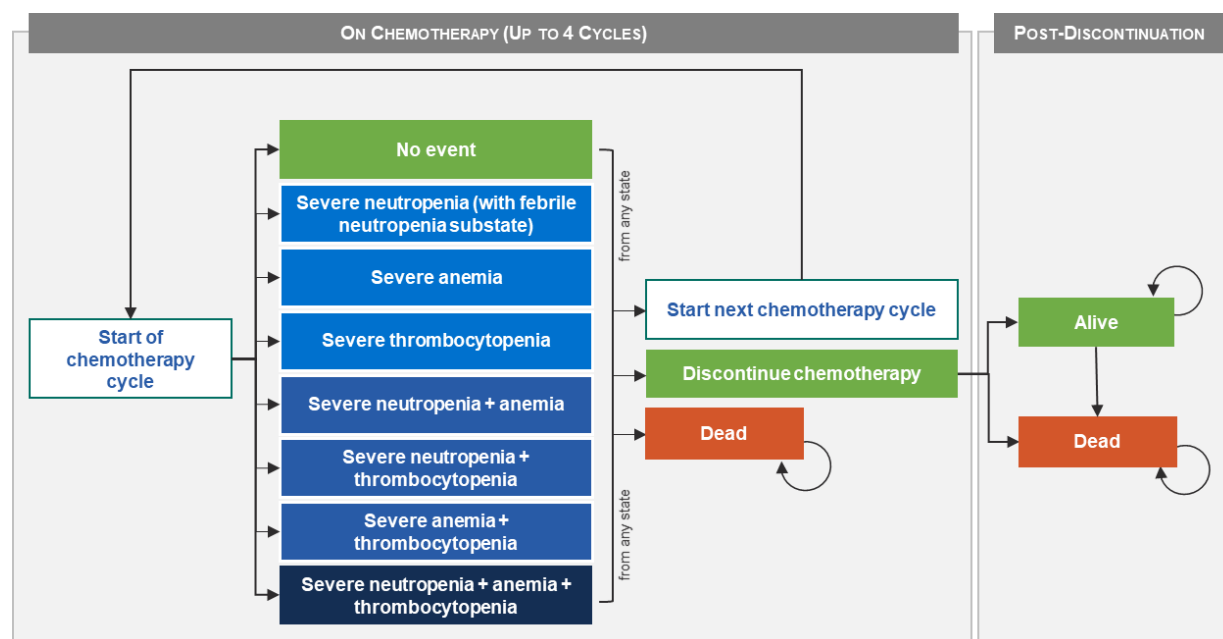 ON CHEMOTHERAPY (UP TO 4 CYCLES)
POST-DISCONTINUATION
No event
Severe neutropenia (with febrile
neutropenia substate)
Severe anemia
Severe thrombocytopenia
Severe neutropenia + anemia
Severe neutropenia +
thrombocytopenia
Severe anemia +
thrombocytopenia
Severe neutropenia + anemia +
thrombocytopenia
Start of
chemotherapy
cycle
from any state
from any state
Start next chemotherapy cycle
Discontinue chemotherapy
Dead
Alive
Dead